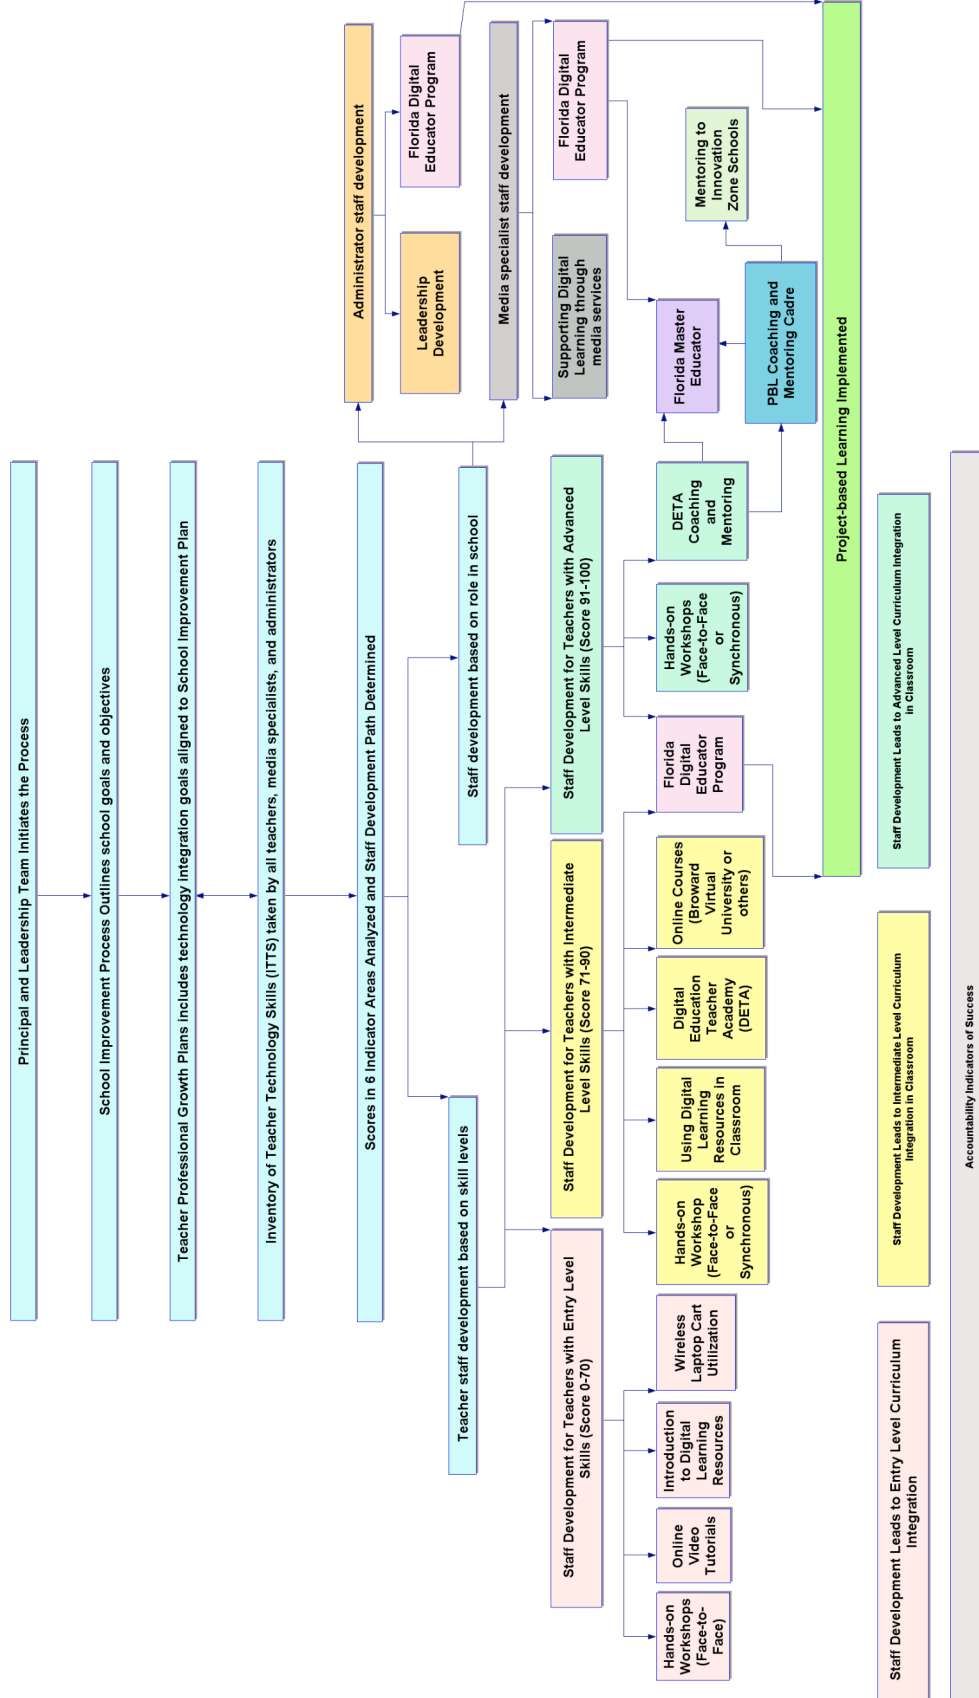 Principal and Leadership Team Initiates the Process
School Improvement Process Outlines school goals and objectives
Teacher Professional Growth Plans includes technology integration goals aligned to School Improvement Plan
Inventory of Teacher Technology Skills (ITTS) taken by all teachers, media specialists, and administrators
Scores in 6 Indicator Areas Analyzed and Staff Development Path Determined
Teacher staff development based on skill levels
Staff development based on role in school
Administrator staff development
Leadership
Development
Florida Digital
Educator Program
Media specialist staff development
Supporting Digital
Learning through
media services
Florida Digital
Educator Program
Staff Development for Teachers with Entry Level
Skills (Score 0-70)
Staff Development for Teachers with Intermediate
Level Skills (Score 71-90)
Staff Development for Teachers with Advanced
Level Skills (Score 91-100)
Hands-on
Workshops
(Face-to-
Face)
Online
Video
Tutorials
Introduction
to Digital
Learning
Resources
Wireless
Laptop Cart
Utilization
Hands-on
Workshop
(Face-to-Face
or
Synchronous)
Using Digital
Learning
Resources in
Classroom
Digital
Education
Teacher
Academy
(DETA)
Online Courses
(Broward
Virtual
University or
others)
Florida
Digital
Educator
Program
Hands-on
Workshops
(Face-to-Face
or
Synchronous)
DETA
Coaching
and
Mentoring
Florida Master
Educator
Mentoring to
Innovation
Zone Schools
PBL Coaching and
Mentoring Cadre
Project-based Learning Implemented
Staff Development Leads to Entry Level Curriculum
Integration
Staff Development Leads to Intermediate Level Curriculum
Integration in Classroom
Staff Development Leads to Advanced Level Curriculum Integration
in Classroom
Accountability Indicators of Success